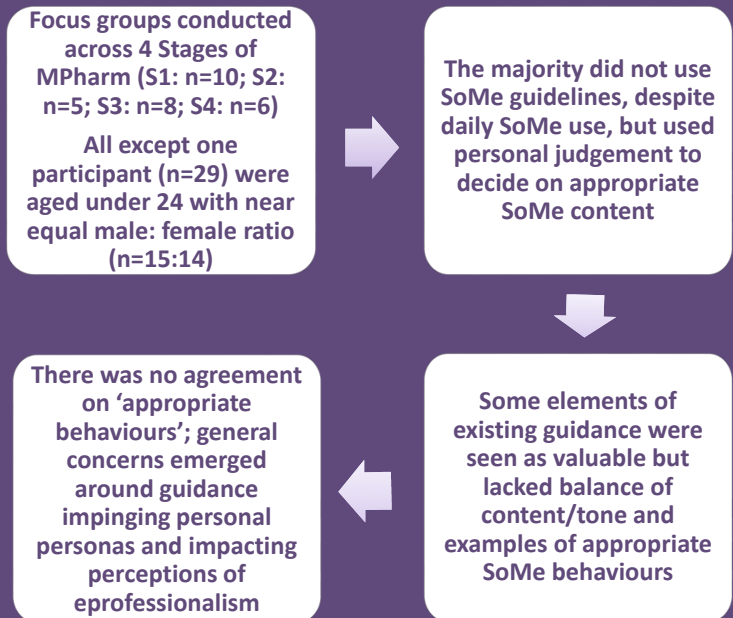 Focus groups conducted
across 4 Stages of
MPharm (S1: n=10; S2:
n=5; S3: n=8; S4: n=6)
All except one
participant (n=29) were
aged under 24 with near
equal male: female ratio
(n=15:14)
The majority did not use
SoMe guidelines, despite
daily SoMe use, but used
personal judgement to
decide on appropriate
SoMe content
Some elements of
existing guidance were
seen as valuable but
lacked balance of
content/tone and
examples of appropriate
SoMe behaviours
There was no agreement
on ‘appropriate
behaviours’; general
concerns emerged
around guidance
impinging personal
personas and impacting
perceptions of
eprofessionalism